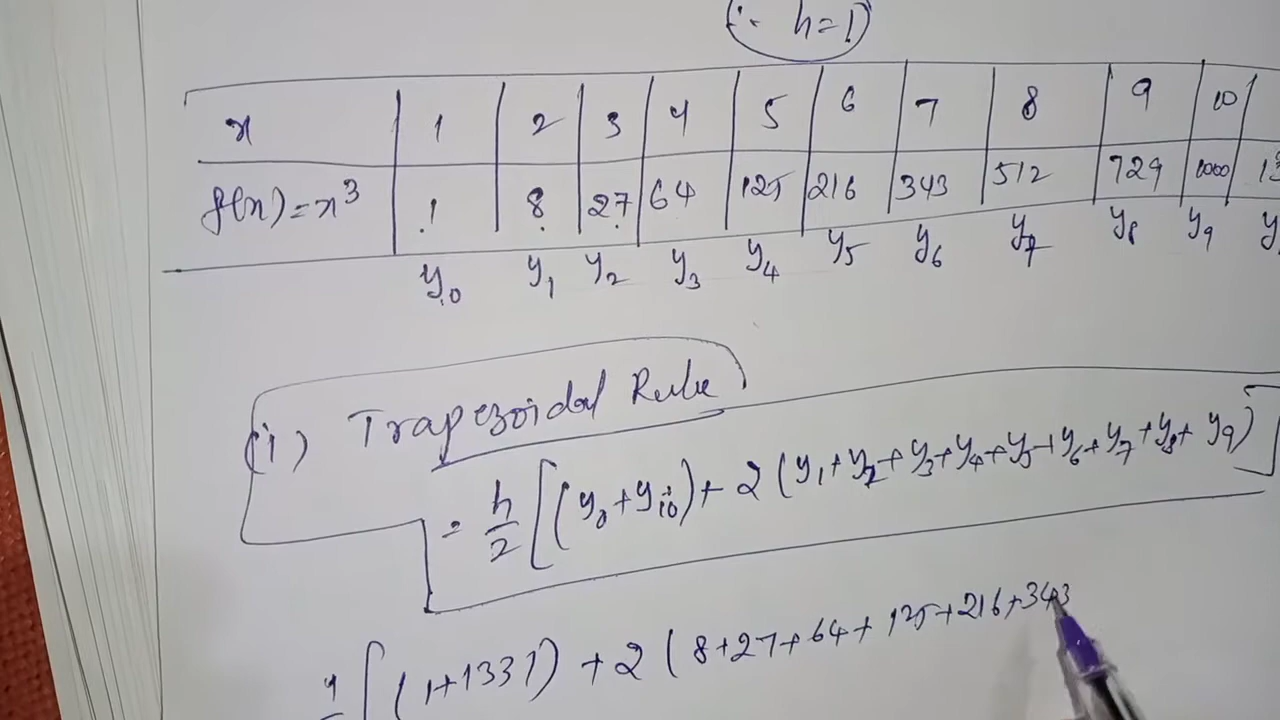 (∵ h=1)
x 1 2 3 4 5 6 7 8 9 10
f(x)=x³ 1 8 27 64 125 216 343 512 729 1000 13
y₀ y₁ y₂ y₃ y₄ y₅ y₆ y₇ y₈ y₉ y
(i) Trapezoidal Rule
= h/2 [(y₀+y₁₀)+2(y₁+y₂+y₃+y₄+y₅+y₆+y₇+y₈+y₉)]
1 [(1+1331)+2(8+27+64+125+216+343